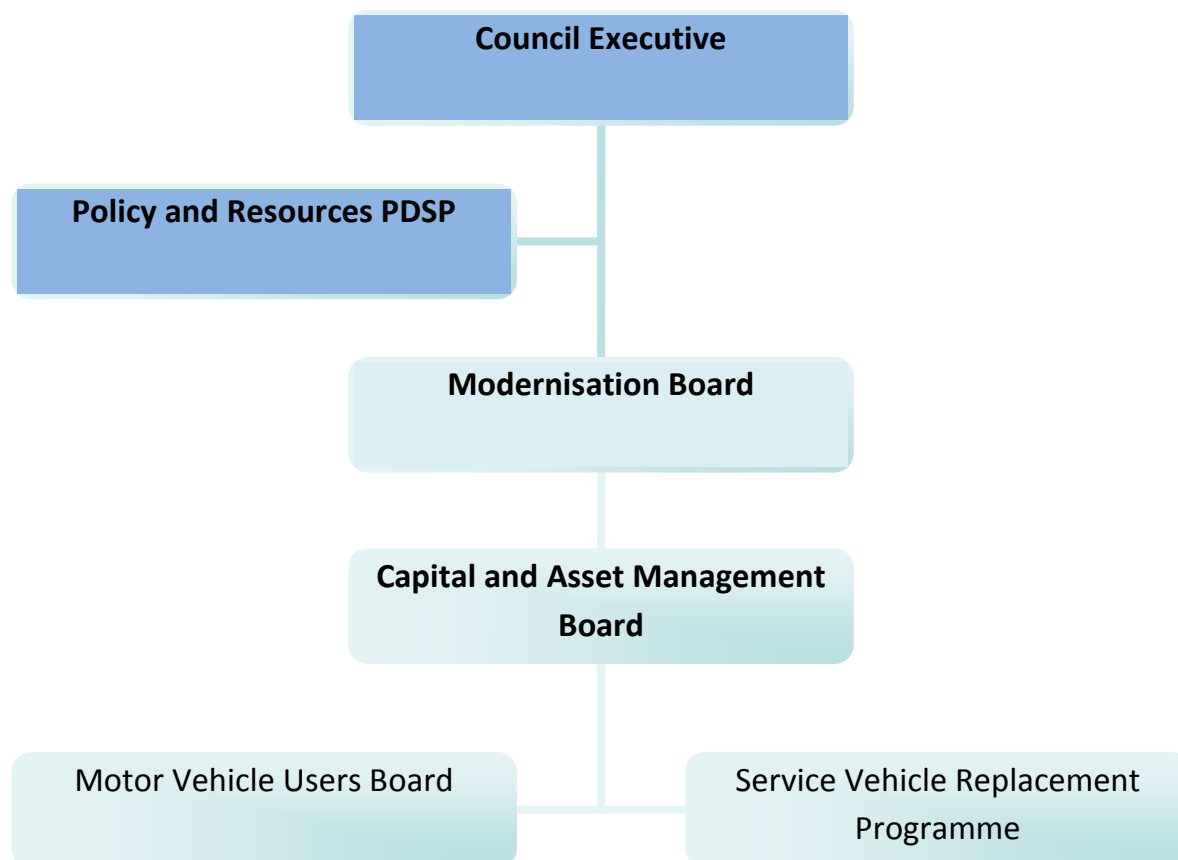 Council Executive
Policy and Resources PDSP
Modernisation Board
Capital and Asset Management
Board
Motor Vehicle Users Board
Service Vehicle Replacement
Programme